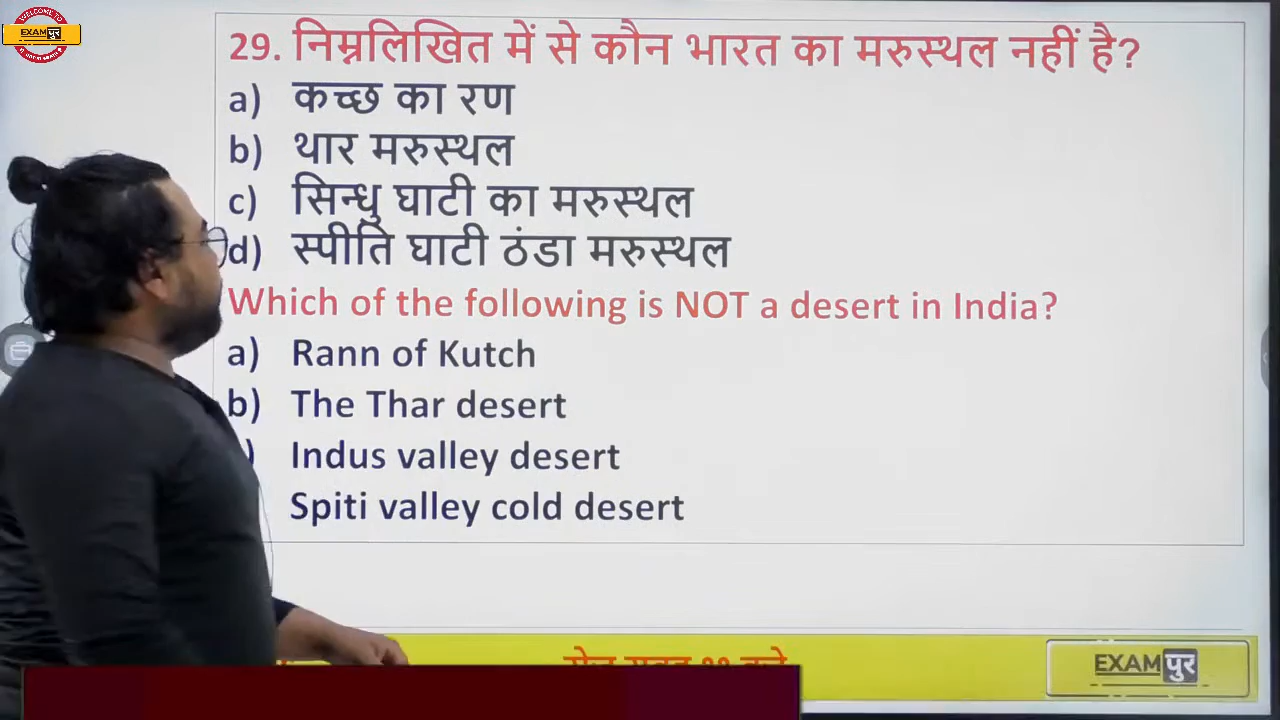 WELCOME TO
EXAMपुर
29. निम्नलिखित में से कौन भारत का मरुस्थल नहीं है?
a) कच्छ का रण
b) थार मरुस्थल
c) सिन्धु घाटी का मरुस्थल
d) स्पीति घाटी ठंडा मरुस्थल
Which of the following is NOT a desert in India?
a) Rann of Kutch
b) The Thar desert
) Indus valley desert
Spiti valley cold desert
EXAMपुर